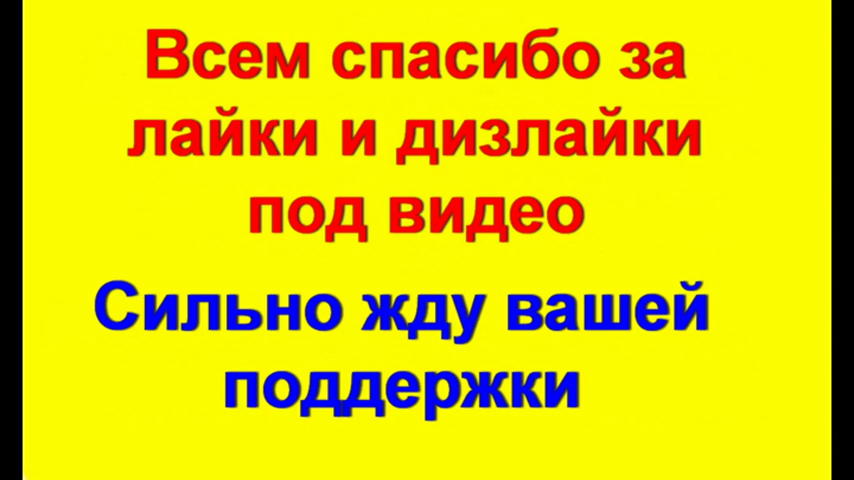 Всем спасибо за
лайки и дизлайки
под видео
Сильно жду вашей
поддержки